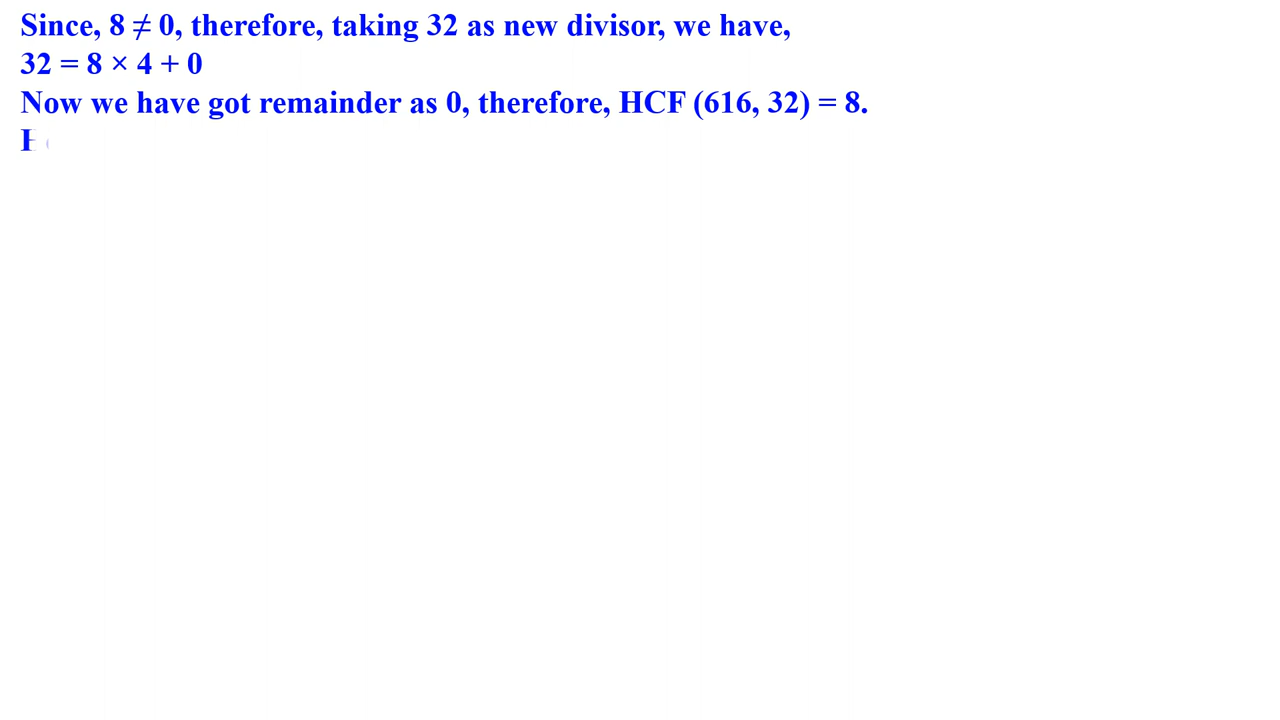 Since, 8 ≠ 0, therefore, taking 32 as new divisor, we have,
32 = 8 × 4 + 0
Now we have got remainder as 0, therefore, HCF (616, 32) = 8.